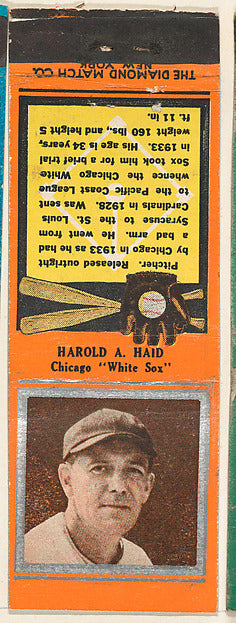 THE DIAMOND MATCH CO.
NEW YORK
Pitcher. Released outright
by Chicago in 1933 as he had
a bad arm. He went from
Syracuse to the St. Louis
Cardinals in 1928. Was sent
to the Pacific Coast League
whence the Chicago White
Sox took him for a brief trial
in 1933. His age is 34 years,
weight 160 lbs., and height 5
ft. 11 in.
HAROLD A. HAID
Chicago "White Sox"